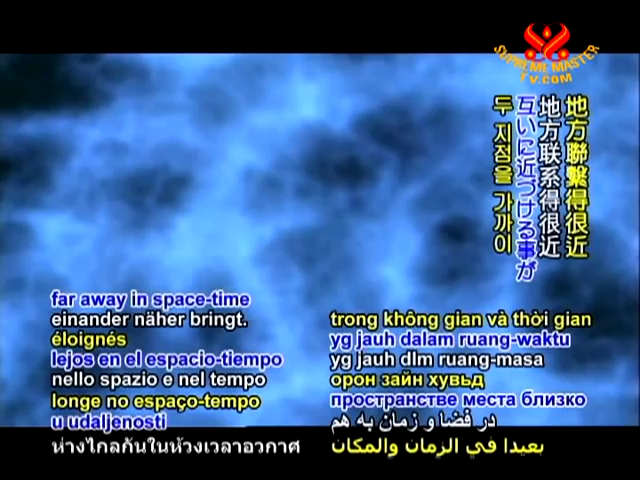 SUPREME MASTER
TV.COM
地方聯繫得很近
地方联系得很近
互いに近づける事が
두 지점을 가까이
far away in space-time
einander näher bringt.
éloignés
lejos en el espacio-tiempo
nello spazio e nel tempo
longe no espaço-tempo
u udaljenosti
ห่างไกลกันในห้วงเวลาอวกาศ
trong không gian và thời gian
yg jauh dalam ruang-waktu
yg jauh dlm ruang-masa
орон зайн хувьд
пространстве места близко
در فضا و زمان به هم
بعيدا في الزمان والمكان